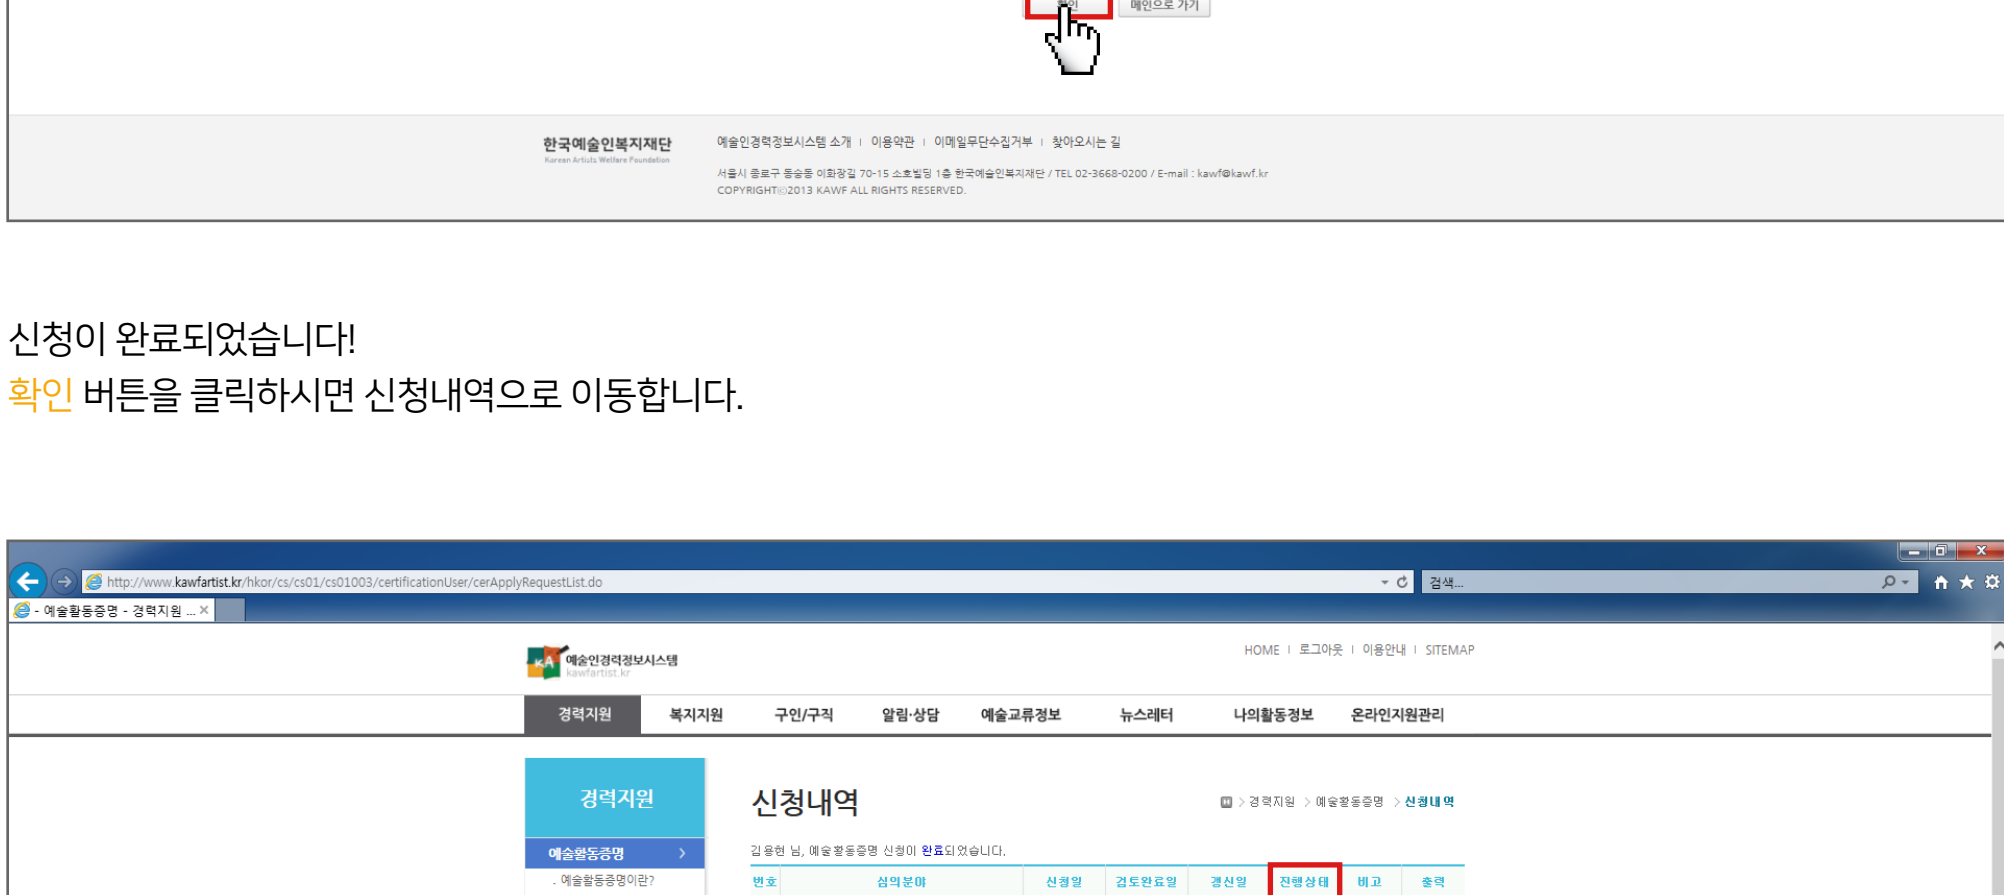 확인 메인으로 가기
한국예술인복지재단 예술인경력정보시스템 소개 | 이용약관 | 이메일무단수집거부 | 찾아오시는 길
Korean Artists Welfare Foundation
서울시 종로구 동숭동 이화장길 70-15 소호빌딩 1층 한국예술인복지재단 / TEL 02-3668-0200 / E-mail : kawf@kawf.kr
COPYRIGHTⓒ2013 KAWF ALL RIGHTS RESERVED.
신청이 완료되었습니다!
확인 버튼을 클릭하시면 신청내역으로 이동합니다.
http://www.kawfartist.kr/hkor/cs/cs01/cs01003/certificationUser/cerApplyRequestList.do 검색...
- 예술활동증명 - 경력지원 ...
KA 예술인경력정보시스템
kawfartist.kr
HOME | 로그아웃 | 이용안내 | SITEMAP
경력지원 복지지원 구인/구직 알림·상담 예술교류정보 뉴스레터 나의활동정보 온라인지원관리
경력지원
신청내역
H > 경력지원 > 예술활동증명 > 신청내역
예술활동증명 >
. 예술활동증명이란?
김용현 님, 예술활동증명 신청이 완료되었습니다.
번호 심의분야 신청일 검토완료일 갱신일 진행상태 비고 출력